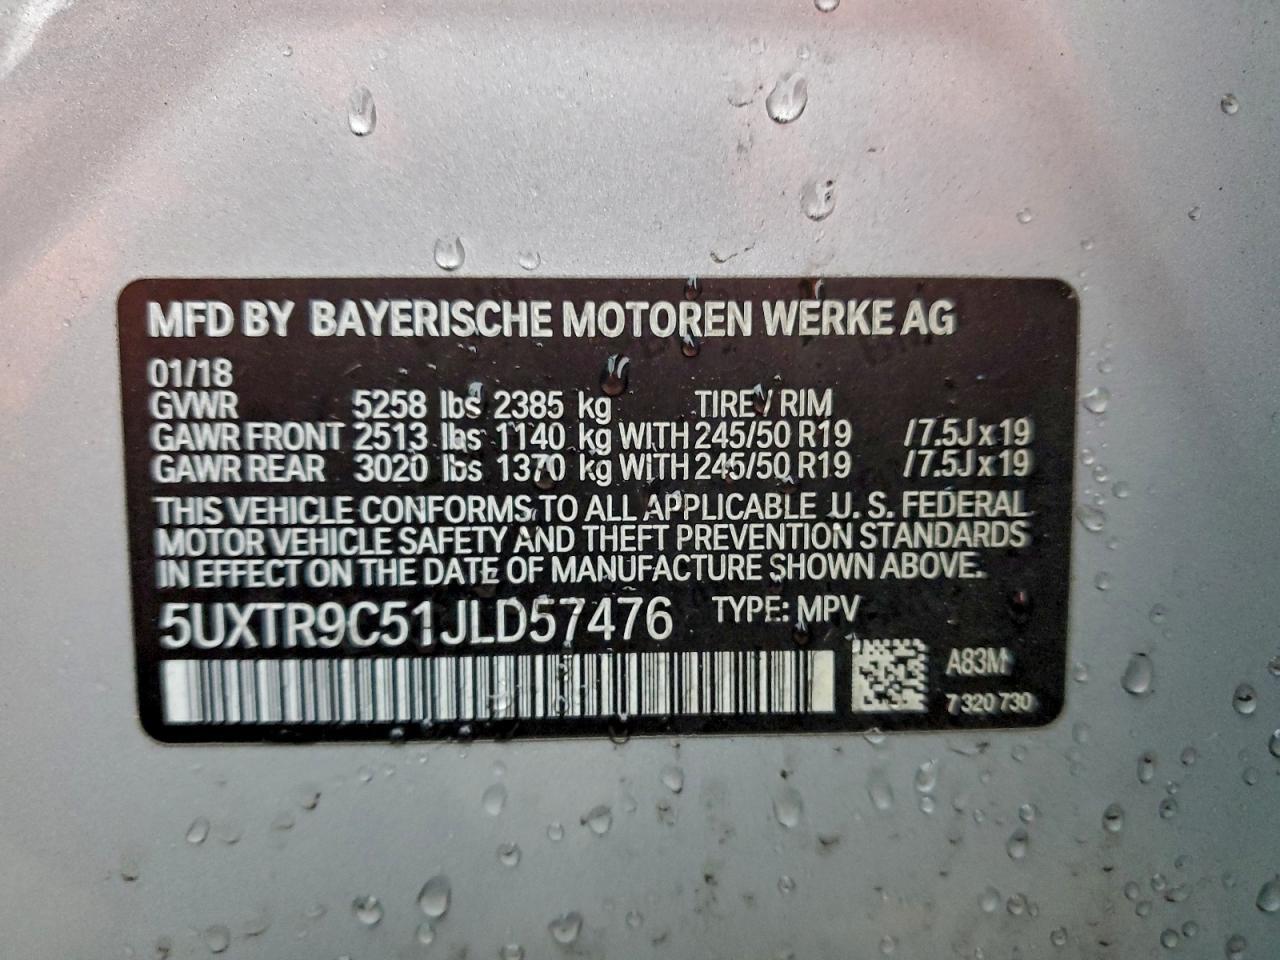 MFD BY BAYERISCHE MOTOREN WERKE AG
01/18
GVWR 5258 lbs 2385 kg TIRE / RIM
GAWR FRONT 2513 lbs 1140 kg WITH 245/50 R19 /7.5J x 19
GAWR REAR 3020 lbs 1370 kg WITH 245/50 R19 /7.5J x 19
THIS VEHICLE CONFORMS TO ALL APPLICABLE U. S. FEDERAL
MOTOR VEHICLE SAFETY AND THEFT PREVENTION STANDARDS
IN EFFECT ON THE DATE OF MANUFACTURE SHOWN ABOVE.
5UXTR9C51JLD57476 TYPE: MPV
A83M
7 320 730